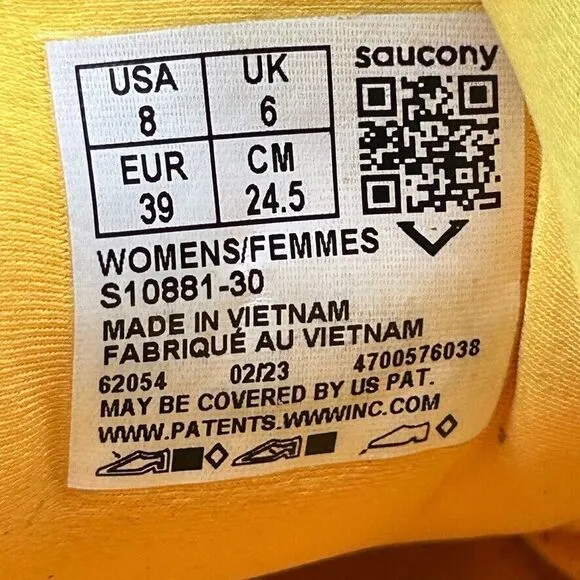 saucony
USA UK
8 6
EUR CM
39 24.5
WOMENS/FEMMES
S10881-30
MADE IN VIETNAM
FABRIQUÉ AU VIETNAM
62054 02/23 4700576038
MAY BE COVERED BY US PAT.
WWW.PATENTS.WWWINC.COM